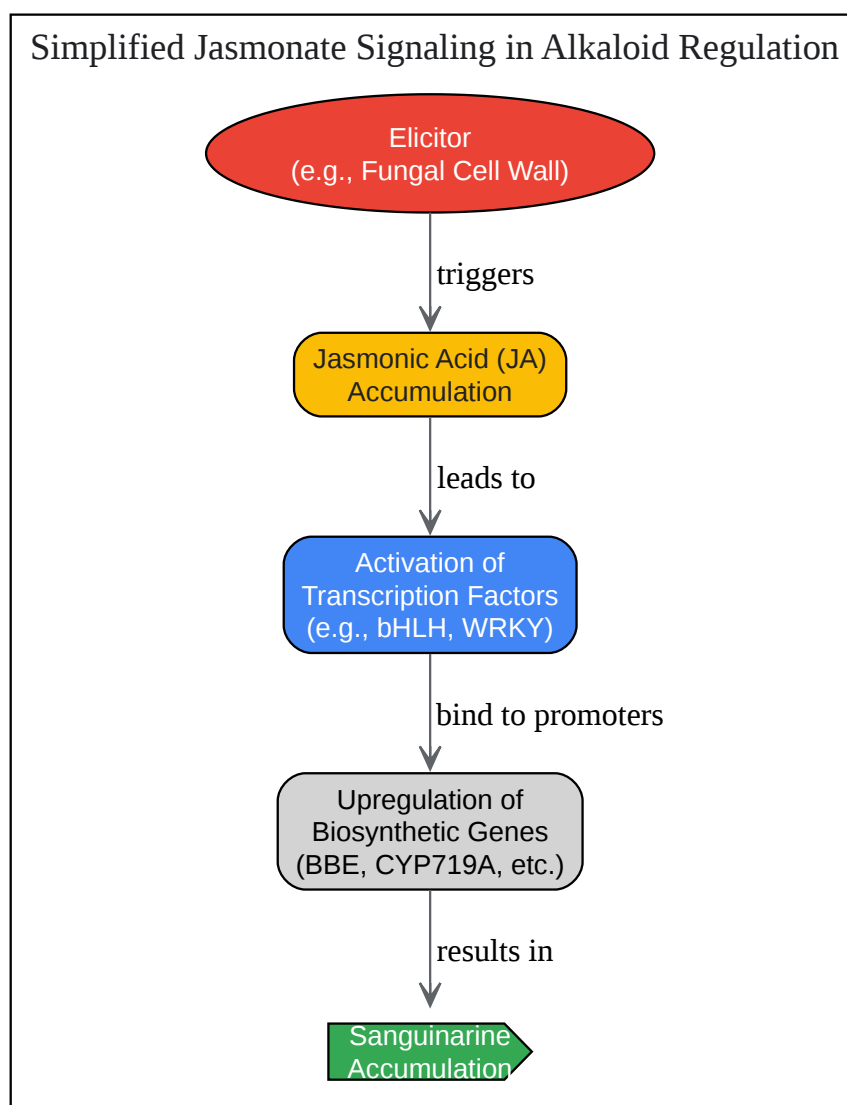 Simplified Jasmonate Signaling in Alkaloid Regulation
Elicitor
(e.g., Fungal Cell Wall)
triggers
Jasmonic Acid (JA)
Accumulation
leads to
Activation of
Transcription Factors
(e.g., bHLH, WRKY)
bind to promoters
Upregulation of
Biosynthetic Genes
(BBE, CYP719A, etc.)
results in
Sanguinarine
Accumulation